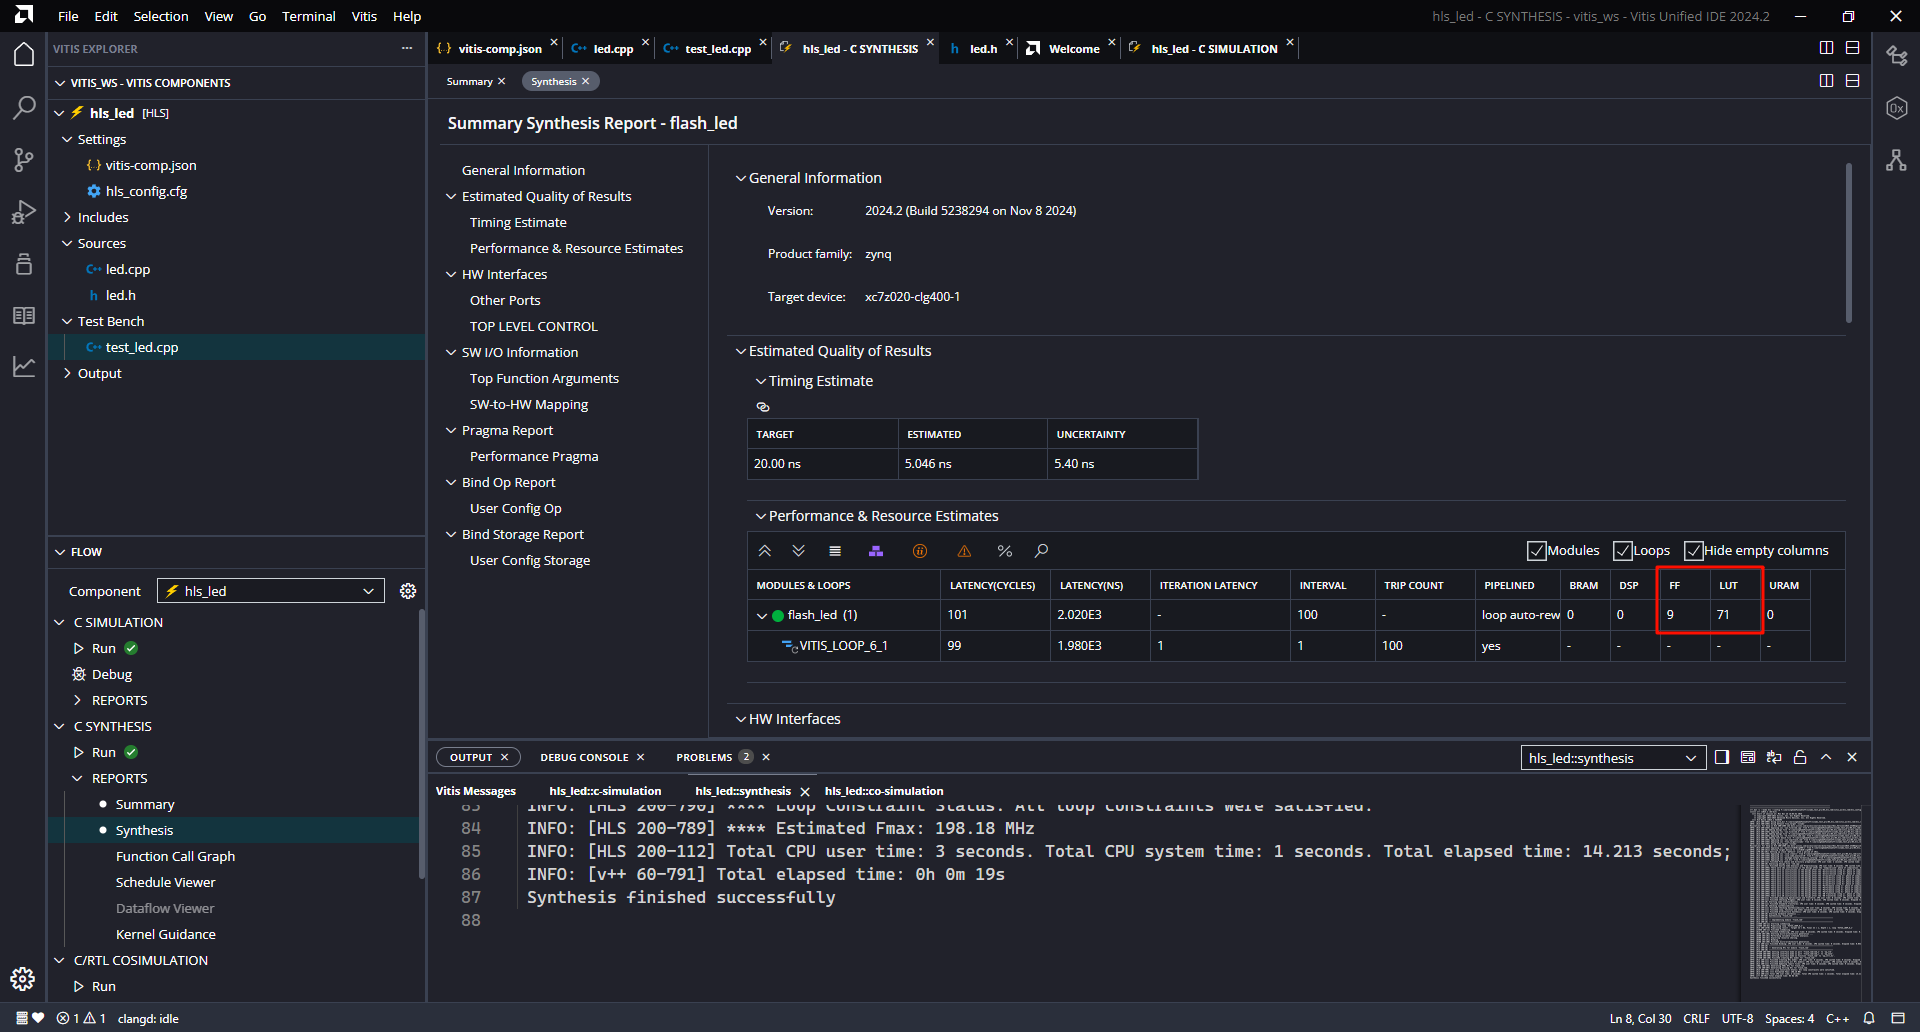 File Edit Selection View Go Terminal Vitis Help
hls_led - C SYNTHESIS - vitis_ws - Vitis Unified IDE 2024.2
VITIS EXPLORER
VITIS_WS - VITIS COMPONENTS
hls_led [HLS]
Settings
{..} vitis-comp.json
hls_config.cfg
Includes
Sources
C++ led.cpp
h led.h
Test Bench
C++ test_led.cpp
Output
FLOW
Component hls_led
C SIMULATION
Run
Debug
REPORTS
C SYNTHESIS
Run
REPORTS
Summary
Synthesis
Function Call Graph
Schedule Viewer
Dataflow Viewer
Kernel Guidance
C/RTL COSIMULATION
Run
{..} vitis-comp.json C++ led.cpp C++ test_led.cpp hls_led - C SYNTHESIS h led.h Welcome hls_led - C SIMULATION
Summary Synthesis
Summary Synthesis Report - flash_led
General Information
Estimated Quality of Results
Timing Estimate
Performance & Resource Estimates
HW Interfaces
Other Ports
TOP LEVEL CONTROL
SW I/O Information
Top Function Arguments
SW-to-HW Mapping
Pragma Report
Performance Pragma
Bind Op Report
User Config Op
Bind Storage Report
User Config Storage
General Information
Version: 2024.2 (Build 5238294 on Nov 8 2024)
Product family: zynq
Target device: xc7z020-clg400-1
Estimated Quality of Results
Timing Estimate
TARGET ESTIMATED UNCERTAINTY
20.00 ns 5.046 ns 5.40 ns
Performance & Resource Estimates
% Modules Loops Hide empty columns
MODULES & LOOPS LATENCY(CYCLES) LATENCY(NS) ITERATION LATENCY INTERVAL TRIP COUNT PIPELINED BRAM DSP FF LUT URAM
flash_led (1) 101 2.020E3 - 100 - loop auto-rew 0 0 9 71 0
VITIS_LOOP_6_1 99 1.980E3 1 1 100 yes - - - - -
HW Interfaces
OUTPUT DEBUG CONSOLE PROBLEMS 2
hls_led::synthesis
Vitis Messages hls_led::c-simulation hls_led::synthesis hls_led::co-simulation
83 INFO: [HLS 200-790] **** Loop Constraint Status: All loop constraints were satisfied.
84 INFO: [HLS 200-789] **** Estimated Fmax: 198.18 MHz
85 INFO: [HLS 200-112] Total CPU user time: 3 seconds. Total CPU system time: 1 seconds. Total elapsed time: 14.213 seconds;
86 INFO: [v++ 60-791] Total elapsed time: 0h 0m 19s
87 Synthesis finished successfully
88
1 1 clangd: idle
Ln 8, Col 30 CRLF UTF-8 Spaces: 4 C++